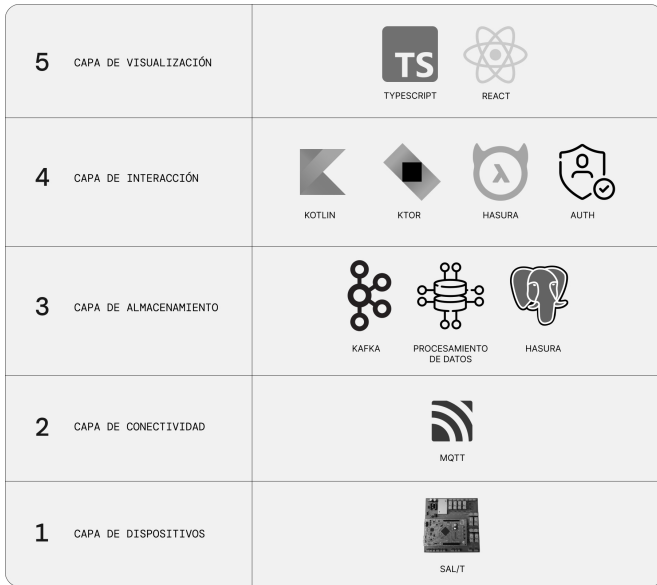 5 CAPA DE VISUALIZACIÓN
TS
TYPESCRIPT REACT
4 CAPA DE INTERACCIÓN
λ
KOTLIN KTOR HASURA AUTH
3 CAPA DE ALMACENAMIENTO
KAFKA PROCESAMIENTO HASURA
DE DATOS
2 CAPA DE CONECTIVIDAD
MQTT
1 CAPA DE DISPOSITIVOS
SAL/T